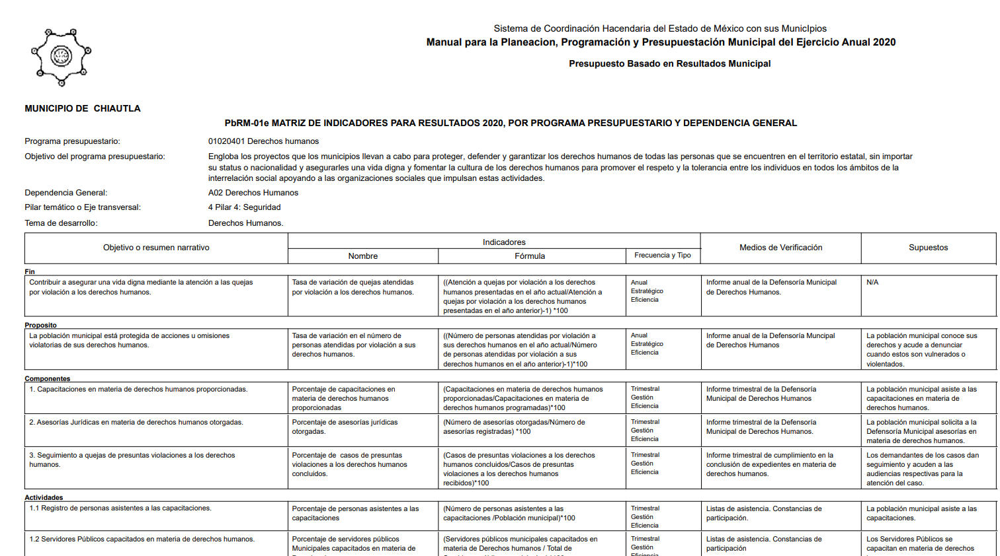 Sistema de Coordinación Hacendaria del Estado de México con sus MunicIpios
Manual para la Planeacion, Programación y Presupuestación Municipal del Ejercicio Anual 2020
Presupuesto Basado en Resultados Municipal
MUNICIPIO DE  CHIAUTLA
PbRM-01e MATRIZ DE INDICADORES PARA RESULTADOS 2020, POR PROGRAMA PRESUPUESTARIO Y DEPENDENCIA GENERAL
Programa presupuestario: 01020401 Derechos humanos
Objetivo del programa presupuestario: Engloba los proyectos que los municipios llevan a cabo para proteger, defender y garantizar los derechos humanos de todas las personas que se encuentren en el territorio estatal, sin importar
su status o nacionalidad y asegurarles una vida digna y fomentar la cultura de los derechos humanos para promover el respeto y la tolerancia entre los individuos en todos los ámbitos de la
interrelación social apoyando a las organizaciones sociales que impulsan estas actividades.
Dependencia General: A02 Derechos Humanos
Pilar temático o Eje transversal: 4 Pilar 4: Seguridad
Tema de desarrollo: Derechos Humanos.
Objetivo o resumen narrativo
Indicadores
Nombre
Fórmula
Frecuencia y Tipo
Medios de Verificación
Supuestos
Fin
Contribuir a asegurar una vida digna mediante la atención a las quejas
por violación a los derechos humanos.
Tasa de variación de quejas atendidas
por violación a los derechos humanos.
((Atención a quejas por violación a los derechos
humanos presentadas en el año actual/Atención a
quejas por violación a los derechos humanos
presentadas en el año anterior)-1) *100
Anual
Estratégico
Eficiencia
Informe anual de la Defensoría Municipal
de Derechos Humanos.
N/A
Proposito
La población municipal está protegida de acciones u omisiones
violatorias de sus derechos humanos.
Tasa de variación en el número de
personas atendidas por violación a sus
derechos humanos.
((Número de personas atendidas por violación a
sus derechos humanos en el año actual/Número
de personas atendidas por violación a sus
derechos humanos en el año anterior)-1)*100
Anual
Estratégico
Eficiencia
Informe anual de la Defensoría Muncipal
de Derechos Humanos
La población municipal conoce sus
derechos y acude a denunciar
cuando estos son vulnerados o
violentados.
Componentes
1. Capacitaciones en materia de derechos humanos proporcionadas.
Porcentaje de capacitaciones en
materia de derechos humanos
proporcionadas
(Capacitaciones en materia de derechos humanos
proporcionadas/Capacitaciones en materia de
derechos humanos programadas)*100
Trimestral
Gestión
Eficiencia
Informe trimestral de la Defensoría
Municipal de Derechos Humanos
La población municipal asiste a las
capacitaciones en materia de
derechos humanos.
2. Asesorías Jurídicas en materia de derechos humanos otorgadas.
Porcentaje de asesorías jurídicas
otorgadas.
(Número de asesorías otorgadas/Número de
asesorías registradas) *100
Trimestral
Gestión
Eficiencia
Informe trimestral de la Defensoría
Municipal de Derechos Humanos.
La población municipal solicita a la
Defensoría Municipal asesorías en
materia de derechos humanos.
3. Seguimiento a quejas de presuntas violaciones a los derechos
humanos.
Porcentaje de  casos de presuntas
violaciones a los derechos humanos
concluidos.
(Casos de presuntas violaciones a los derechos
humanos concluidos/Casos de presuntas
violaciones a los derechos humanos
recibidos)*100
Trimestral
Gestión
Eficiencia
Informe trimestral de cumplimiento en la
conclusión de expedientes en materia de
derechos humanos.
Los demandantes de los casos dan
seguimiento y acuden a las
audiencias respectivas para la
atención del caso.
Actividades
1.1 Registro de personas asistentes a las capacitaciones.
Porcentaje de personas asistentes a las
capacitaciones
(Número de personas asistentes a las
capacitaciones /Población municipal)*100
Trimestral
Gestión
Eficiencia
Listas de asistencia. Constancias de
participación.
La población municipal asiste a las
capacitaciones.
1.2 Servidores Públicos capacitados en materia de derechos humanos.
Porcentaje de servidores públicos
Municipales capacitados en materia de
(Servidores públicos municipales capacitados en
materia de Derechos humanos / Total de
Trimestral
Gestión
Listas de asistencia. Constancias de
participación
Los Servidores Públicos se
capacitan en materia de derechos